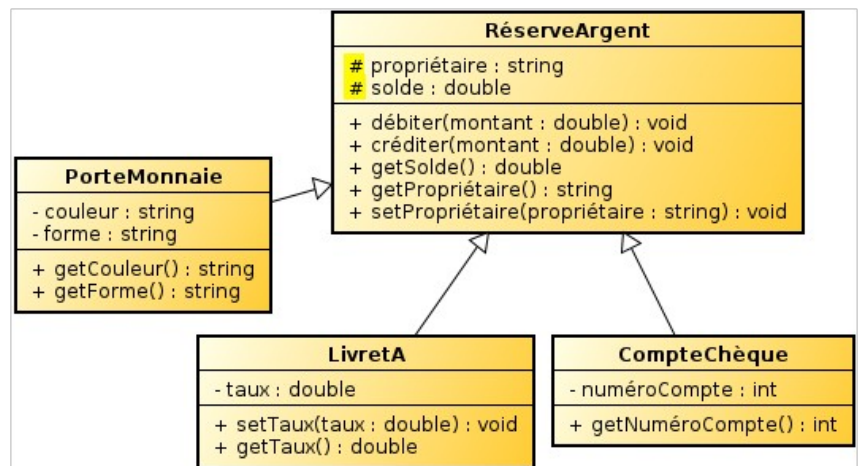 RéserveArgent
# propriétaire : string
# solde : double
+ débiter(montant : double) : void
+ créditer(montant : double) : void
+ getSolde() : double
+ getPropriétaire() : string
+ setPropriétaire(propriétaire : string) : void
PorteMonnaie
- couleur : string
- forme : string
+ getCouleur() : string
+ getForme() : string
LivretA
- taux : double
+ setTaux(taux : double) : void
+ getTaux() : double
CompteChèque
- numéroCompte : int
+ getNuméroCompte() : int